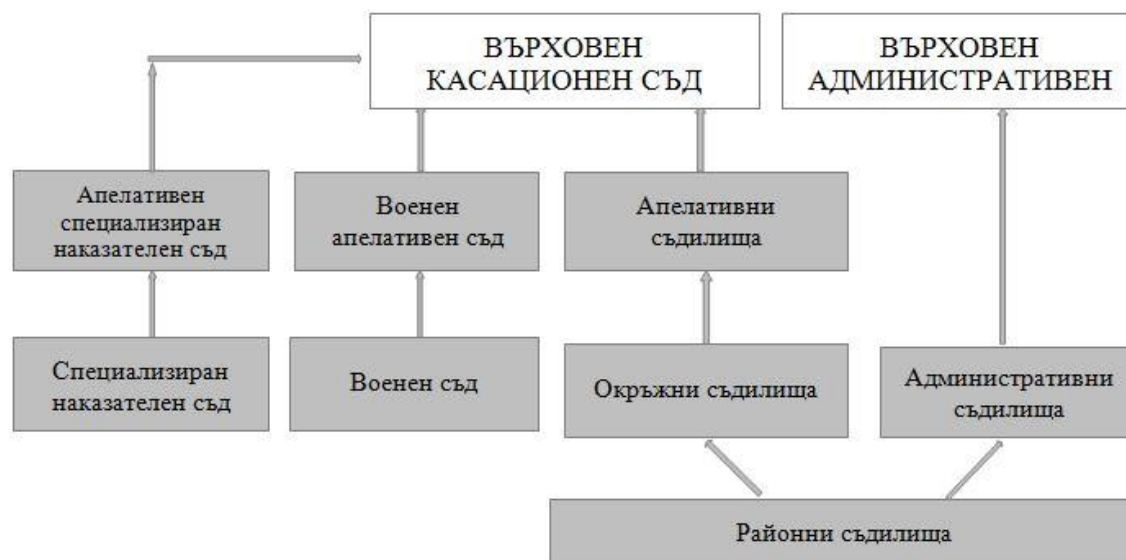 ВЪРХОВЕН
КАСАЦИОНЕН СЪД
ВЪРХОВЕН
АДМИНИСТРАТИВЕН
Апелативен
специализиран
наказателен съд
Военен
апелативен съд
Апелативни
съдилища
Специализиран
наказателен съд
Военен съд
Окръжни съдилища
Административни
съдилища
Районни съдилища